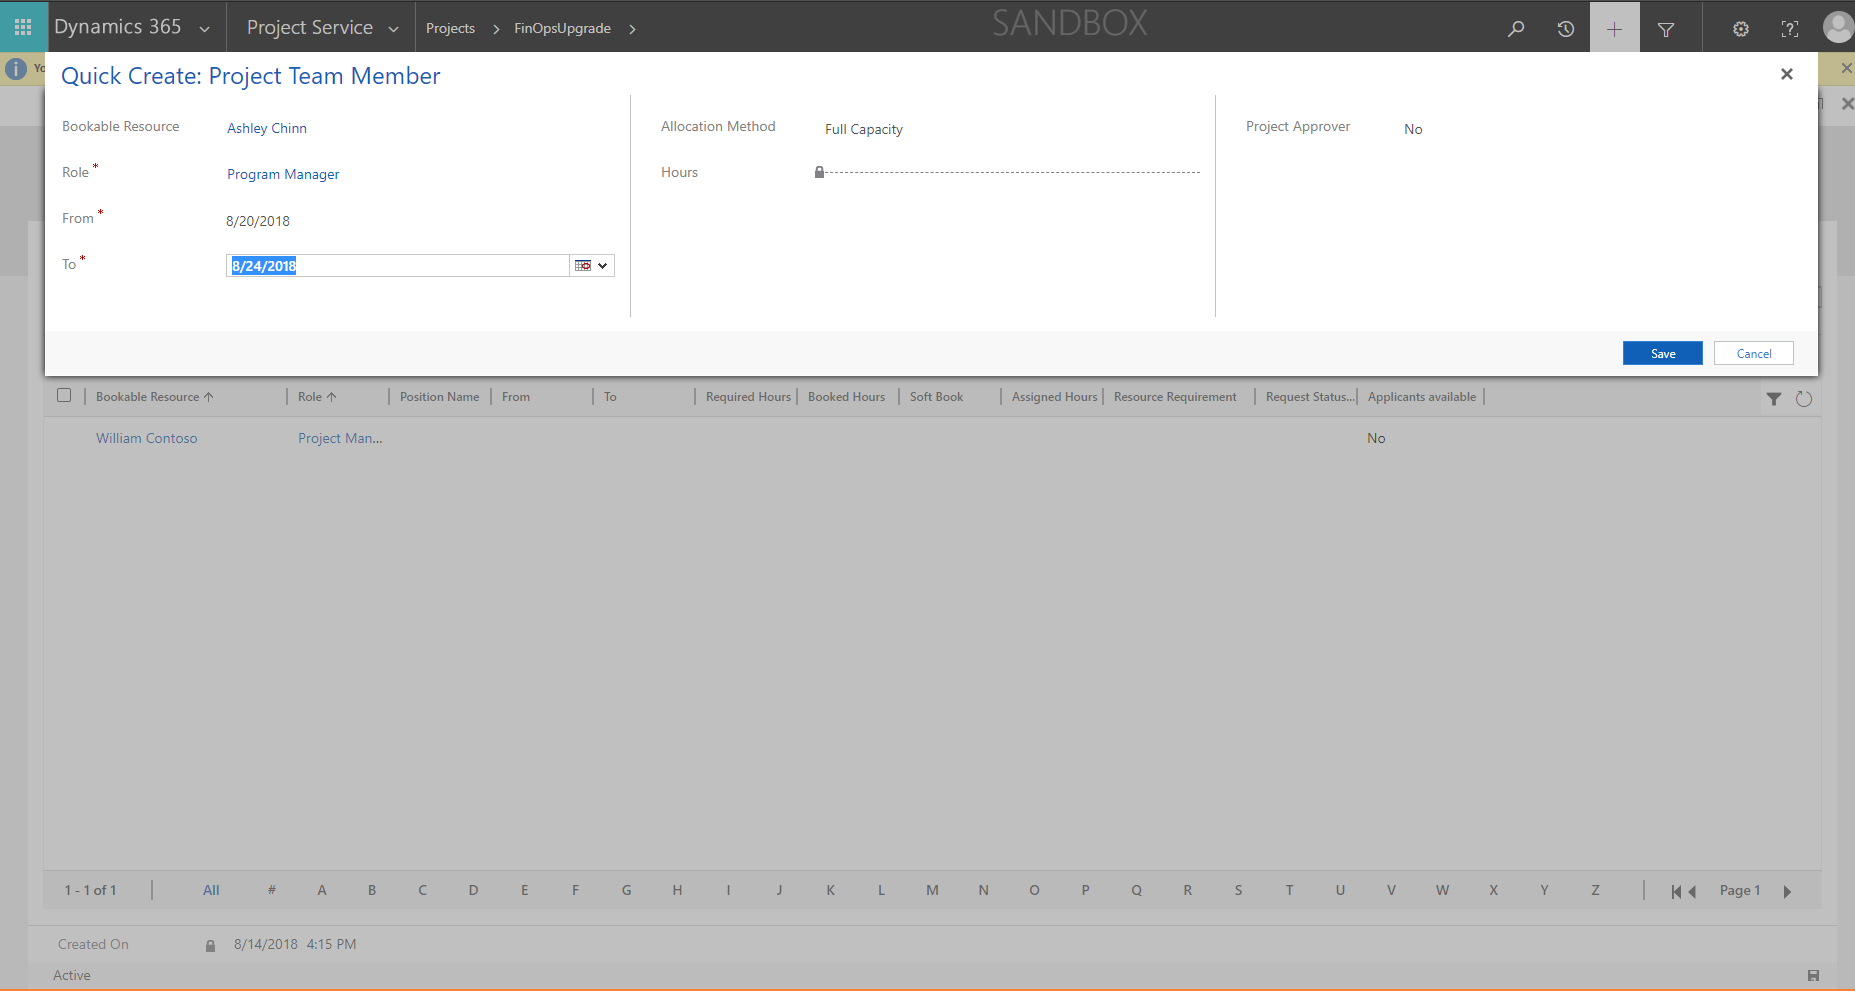 Dynamics 365 Project Service Projects FinOpsUpgrade SANDBOX
Yo
Quick Create: Project Team Member
Bookable Resource Ashley Chinn Allocation Method Full Capacity Project Approver No
Role * Program Manager Hours
From * 8/20/2018
To * 8/24/2018
Save Cancel
Bookable Resource Role Position Name From To Required Hours Booked Hours Soft Book Assigned Hours Resource Requirement Request Status... Applicants available
William Contoso Project Man... No
1 - 1 of 1 All # A B C D E F G H I J K L M N O P Q R S T U V W X Y Z Page 1
Created On 8/14/2018 4:15 PM
Active